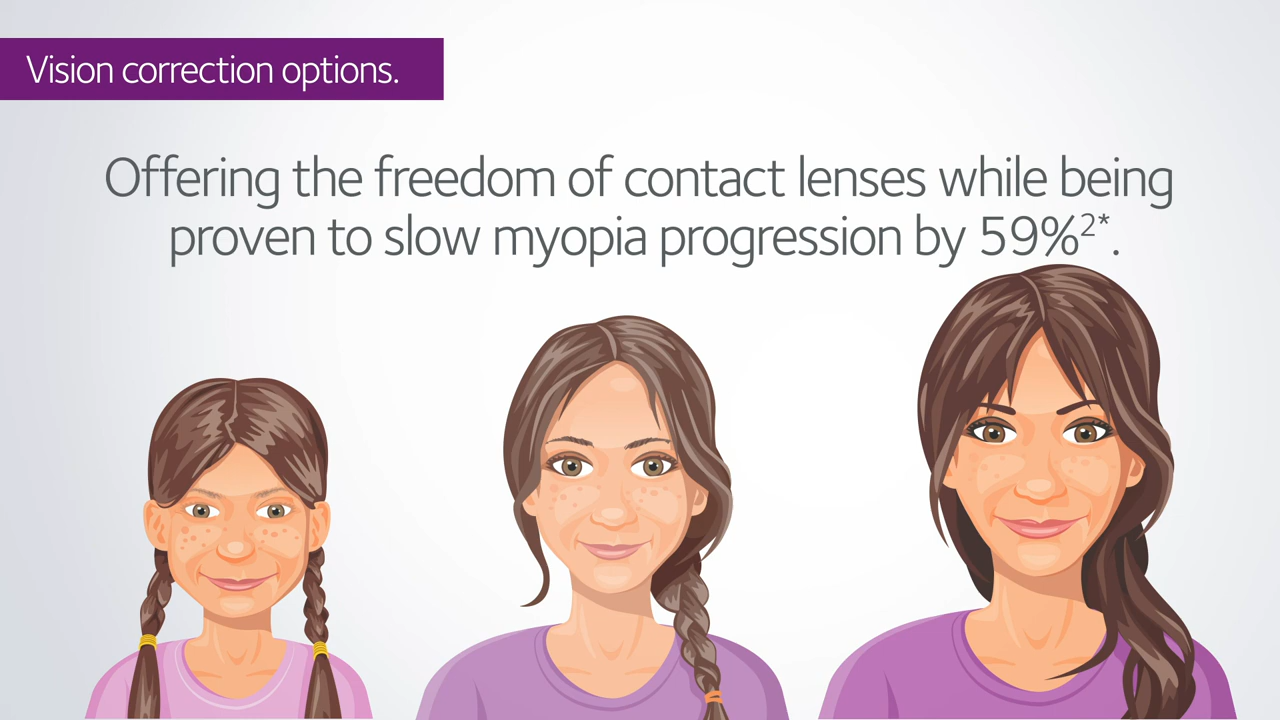 Vision correction options.
Offering the freedom of contact lenses while being
proven to slow myopia progression by 59%²*.